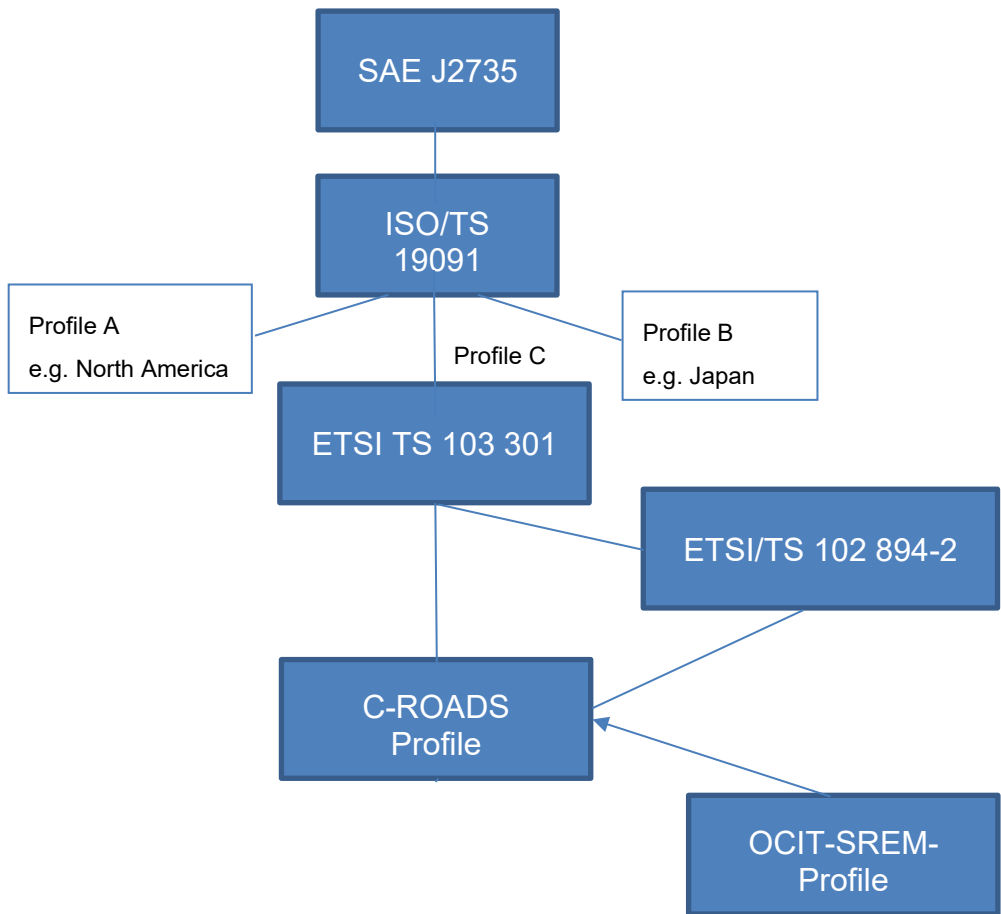 SAE J2735
ISO/TS
19091
Profile A
e.g. North America
Profile C
Profile B
e.g. Japan
ETSI TS 103 301
ETSI/TS 102 894-2
C-ROADS
Profile
OCIT-SREM-
Profile